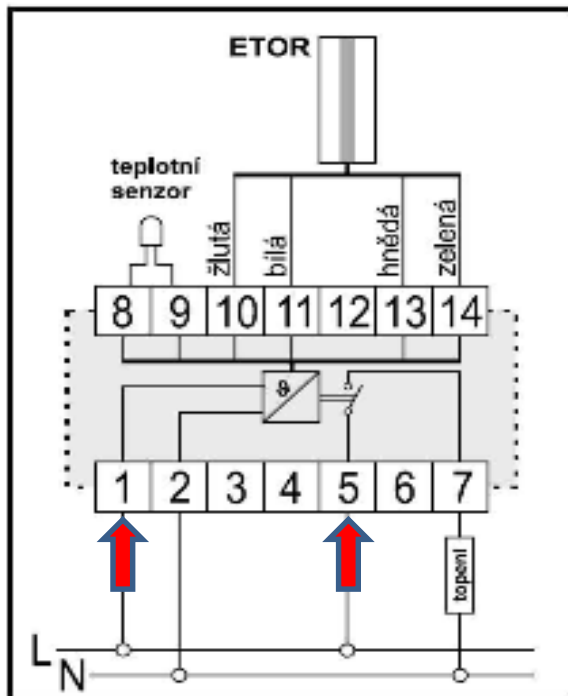 ETOR
teplotní
senzor
žlutá
bílá
hnědá
zelená
8 9 10 11 12 13 14
ϑ
1 2 3 4 5 6 7
topení
L
N